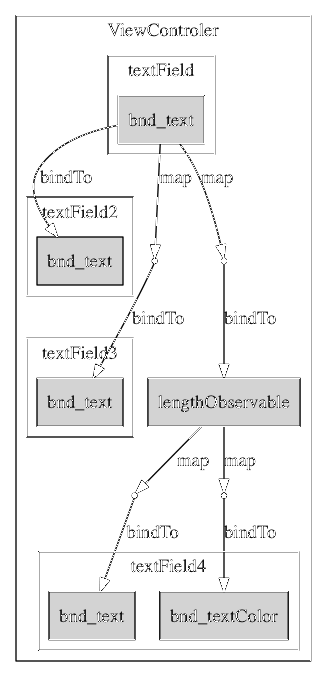 ViewControler
textField
bnd_text
bindTo
map
map
textField2
bnd_text
bindTo
bindTo
textField3
bnd_text
lengthObservable
map
map
bindTo
bindTo
textField4
bnd_text
bnd_textColor